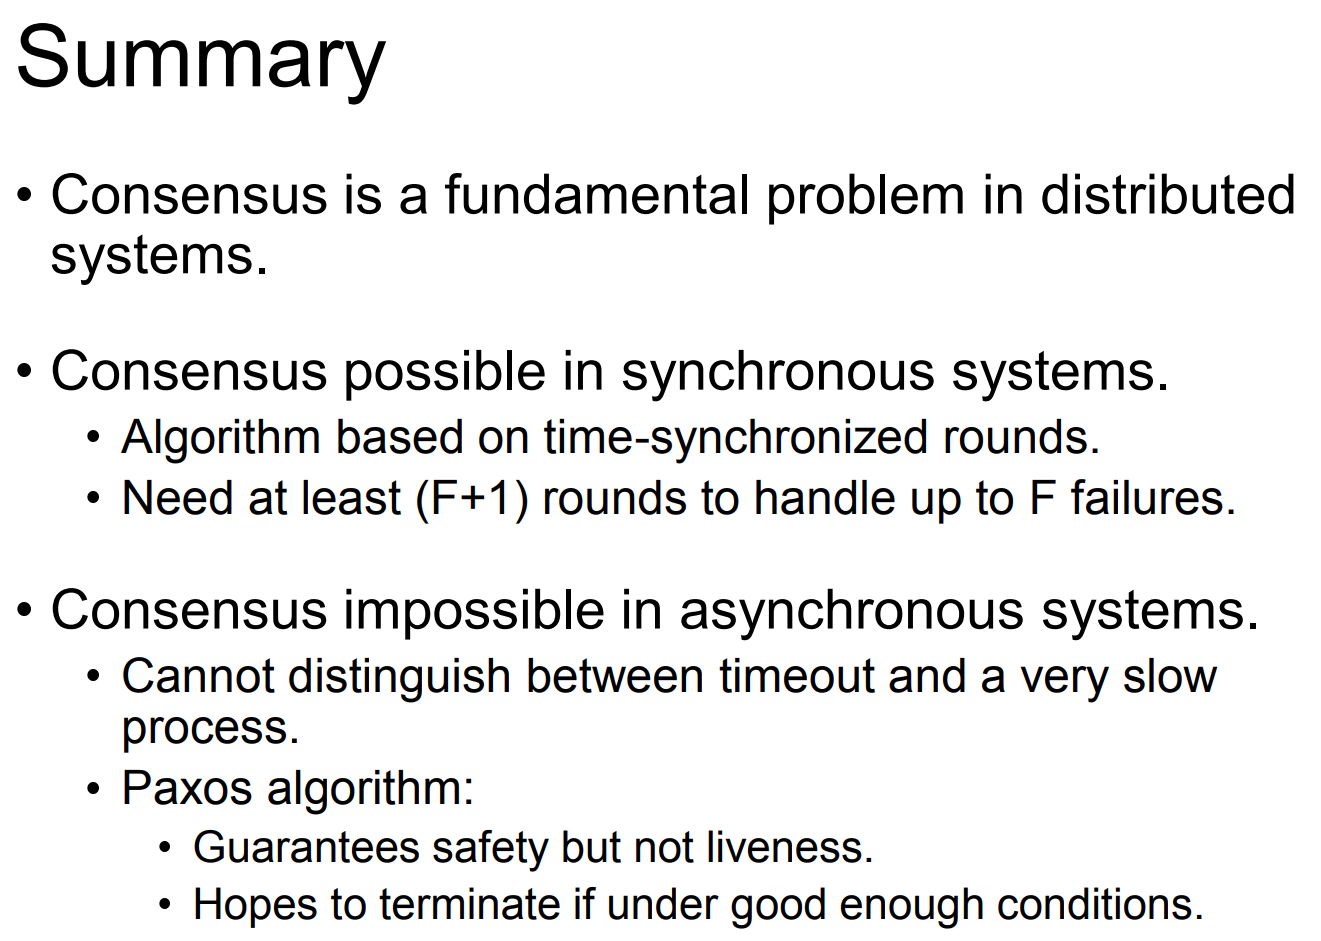 Summary
• Consensus is a fundamental problem in distributed
systems.
• Consensus possible in synchronous systems.
• Algorithm based on time-synchronized rounds.
• Need at least (F+1) rounds to handle up to F failures.
• Consensus impossible in asynchronous systems.
• Cannot distinguish between timeout and a very slow
process.
• Paxos algorithm:
• Guarantees safety but not liveness.
• Hopes to terminate if under good enough conditions.